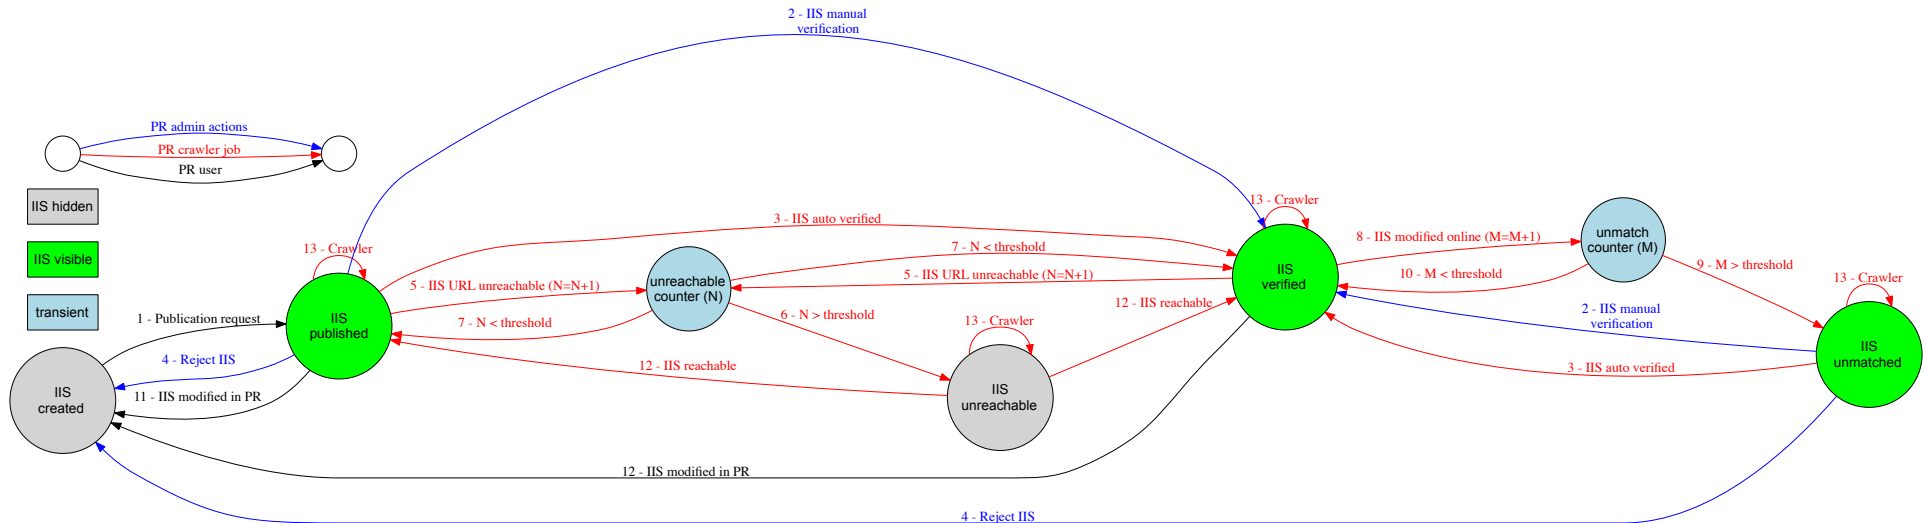 2 - IIS manual
verification
PR admin actions
PR crawler job
PR user
IIS hidden
IIS visible
transient
13 - Crawler
3 - IIS auto verified
5 - IIS URL unreachable (N=N+1)
7 - N < threshold
1 - Publication request
4 - Reject IIS
11 - IIS modified in PR
IIS
created
IIS
published
unreachable
counter (N)
7 - N < threshold
5 - IIS URL unreachable (N=N+1)
6 - N > threshold
12 - IIS reachable
13 - Crawler
12 - IIS reachable
IIS
unreachable
13 - Crawler
IIS
verified
8 - IIS modified online (M=M+1)
10 - M < threshold
unmatch
counter (M)
9 - M > threshold
2 - IIS manual
verification
3 - IIS auto verified
13 - Crawler
IIS
unmatched
12 - IIS modified in PR
4 - Reject IIS